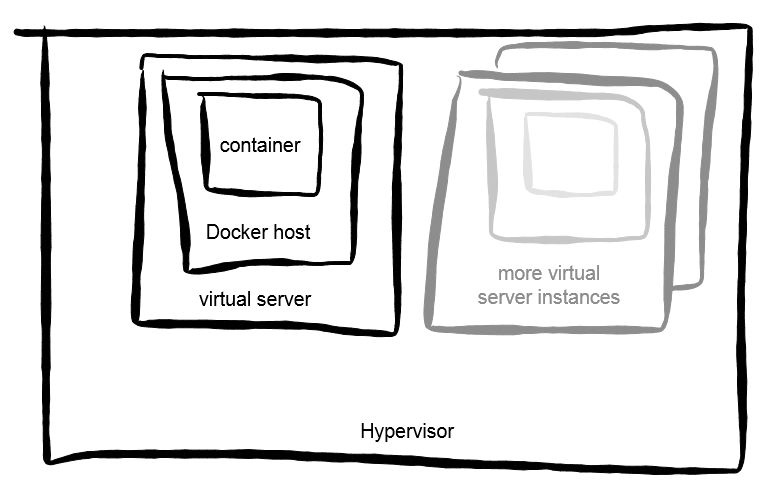 container
Docker host
virtual server
more virtual
server instances
Hypervisor